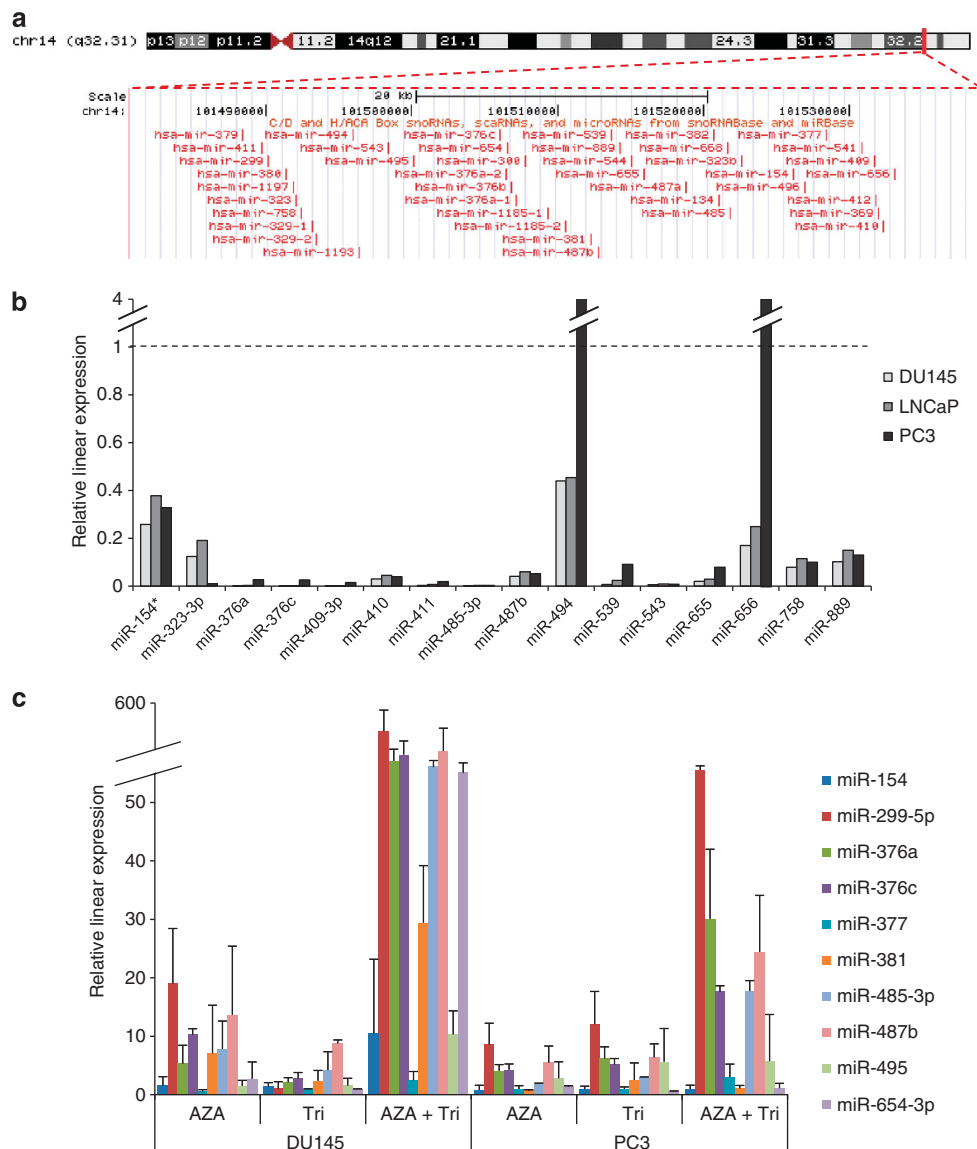 a
chr14 (q32.31) p13 p12 p11.2 11.2 14q12 21.1 24.3 31.3 32.2
Scale 20 kb
chr14: 101490000 101500000 101510000 101520000 101530000
C/D and H/ACA Box snoRNAs, scaRNAs, and microRNAs from snoRNABase and miRBase
hsa-mir-379 hsa-mir-494 hsa-mir-376c hsa-mir-539 hsa-mir-382 hsa-mir-377
hsa-mir-411 hsa-mir-543 hsa-mir-654 hsa-mir-889 hsa-mir-668 hsa-mir-541
hsa-mir-299 hsa-mir-495 hsa-mir-300 hsa-mir-544 hsa-mir-323b hsa-mir-409
hsa-mir-380 hsa-mir-376a-2 hsa-mir-655 hsa-mir-154 hsa-mir-656
hsa-mir-1197 hsa-mir-376b hsa-mir-487a hsa-mir-496
hsa-mir-323 hsa-mir-376a-1 hsa-mir-134 hsa-mir-412
hsa-mir-758 hsa-mir-1185-1 hsa-mir-485 hsa-mir-369
hsa-mir-329-1 hsa-mir-1185-2 hsa-mir-410
hsa-mir-329-2 hsa-mir-381
hsa-mir-1193 hsa-mir-487b
b
Relative linear expression
4
1
0.8
0.6
0.4
0.2
0
miR-154* miR-323-3p miR-376a miR-376c miR-409-3p miR-410 miR-411 miR-485-3p miR-487b miR-494 miR-539 miR-543 miR-655 miR-656 miR-758 miR-889
DU145
LNCaP
PC3
c
Relative linear expression
600
50
40
30
20
10
0
AZA Tri AZA + Tri AZA Tri AZA + Tri
DU145 PC3
miR-154
miR-299-5p
miR-376a
miR-376c
miR-377
miR-381
miR-485-3p
miR-487b
miR-495
miR-654-3p